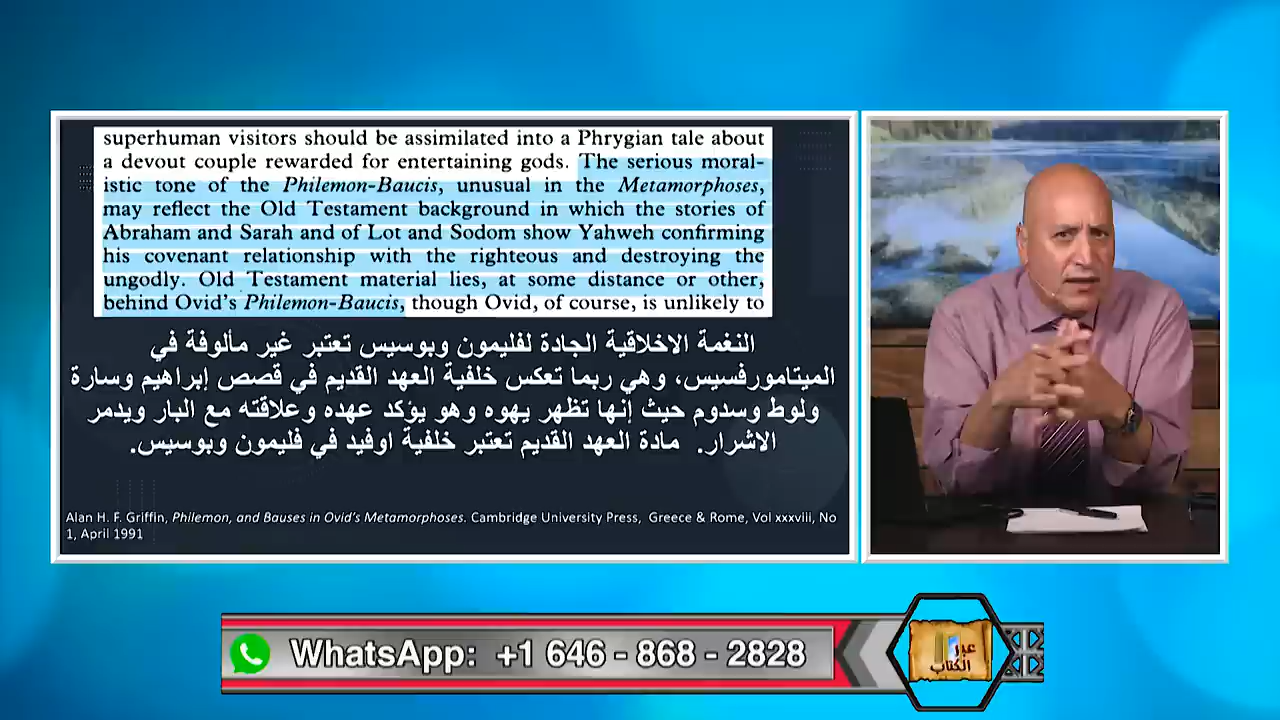 superhuman visitors should be assimilated into a Phrygian tale about
a devout couple rewarded for entertaining gods. The serious moral-
istic tone of the Philemon-Baucis, unusual in the Metamorphoses,
may reflect the Old Testament background in which the stories of
Abraham and Sarah and of Lot and Sodom show Yahweh confirming
his covenant relationship with the righteous and destroying the
ungodly. Old Testament material lies, at some distance or other,
behind Ovid's Philemon-Baucis, though Ovid, of course, is unlikely to
النغمة الاخلاقية الجادة لفليمون وبوسيس تعتبر غير مألوفة في
الميتامورفسيس، وهي ربما تعكس خلفية العهد القديم في قصص إبراهيم وسارة
ولوط وسدوم حيث إنها تظهر يهوه وهو يؤكد عهده وعلاقته مع البار ويدمر
الاشرار. مادة العهد القديم تعتبر خلفية اوفيد في فليمون وبوسيس.
Alan H. F. Griffin, Philemon, and Bauses in Ovid's Metamorphoses. Cambridge University Press, Greece & Rome, Vol xxxviii, No
1, April 1991
WhatsApp: +1 646 - 868 - 2828
عبر
الكتاب